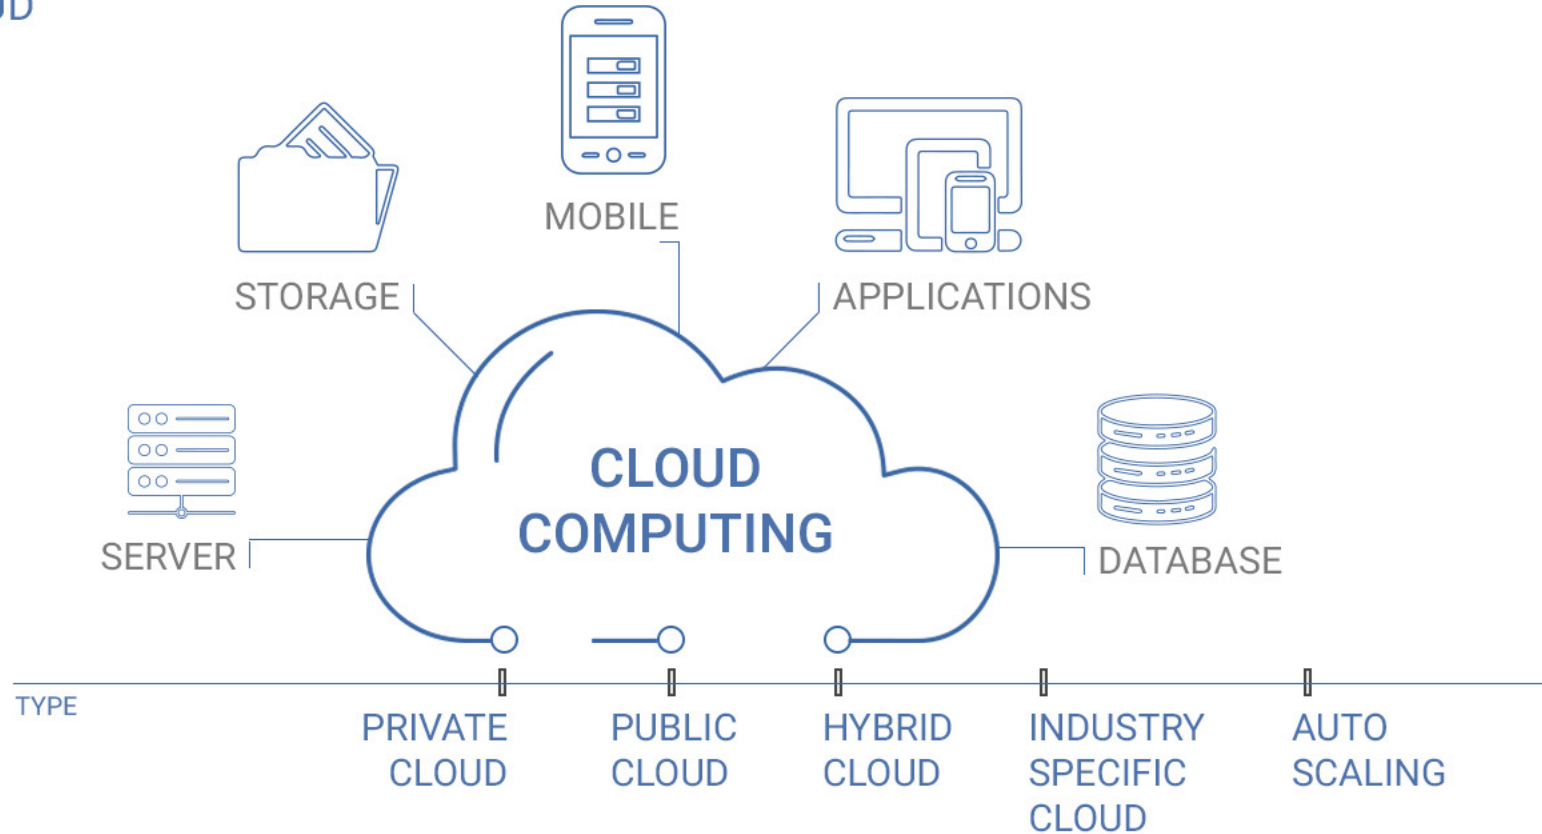 MOBILE
STORAGE
APPLICATIONS
CLOUD
COMPUTING
SERVER
DATABASE
TYPE
PRIVATE
CLOUD
PUBLIC
CLOUD
HYBRID
CLOUD
INDUSTRY
SPECIFIC
CLOUD
AUTO
SCALING